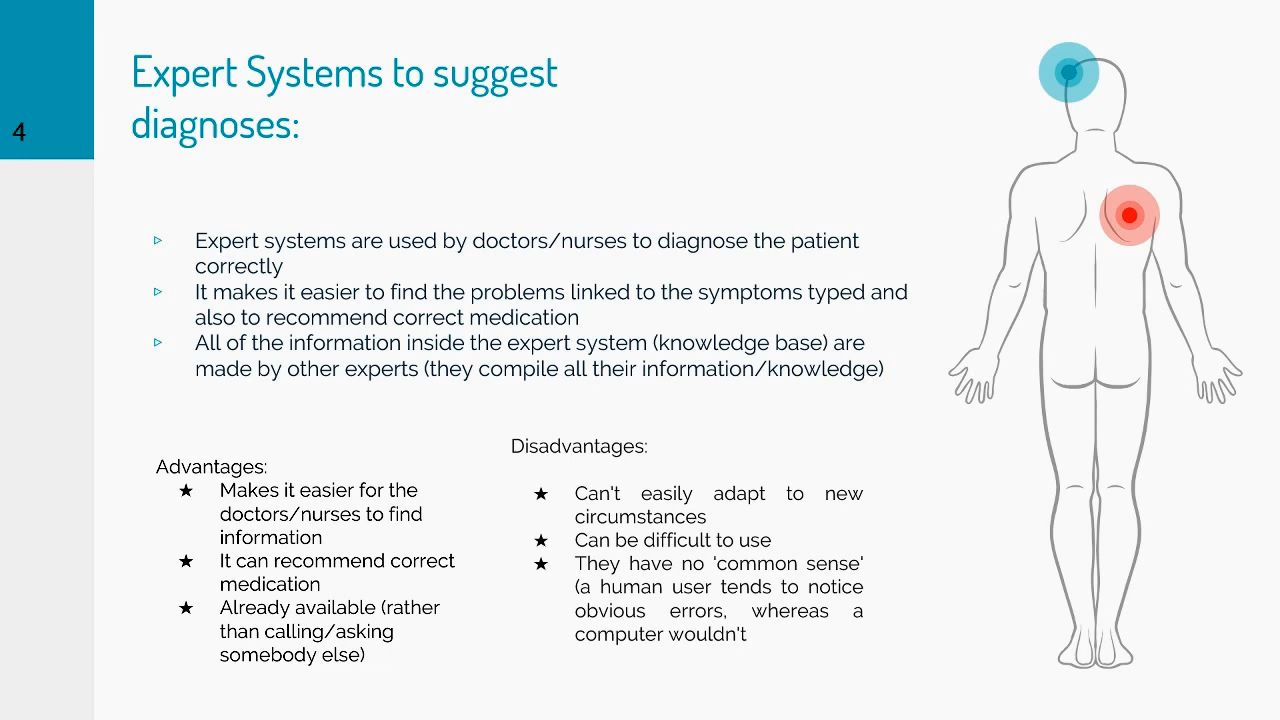 4
Expert Systems to suggest
diagnoses:
Expert systems are used by doctors/nurses to diagnose the patient
correctly
It makes it easier to find the problems linked to the symptoms typed and
also to recommend correct medication
All of the information inside the expert system (knowledge base) are
made by other experts (they compile all their information/knowledge)
Advantages:
★ Makes it easier for the
doctors/nurses to find
information
★ It can recommend correct
medication
★ Already available (rather
than calling/asking
somebody else)
Disadvantages:
★ Can't easily adapt to new
circumstances
★ Can be difficult to use
★ They have no 'common sense'
(a human user tends to notice
obvious errors, whereas a
computer wouldn't